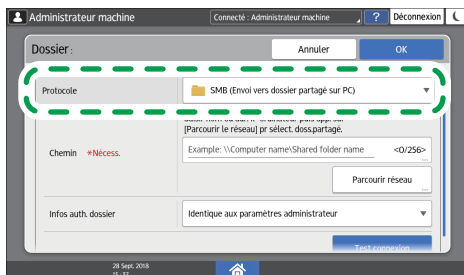 Administrateur machine
Connecté : Administrateur machine
?
Déconnexion
Dossier :
Annuler
OK
Protocole
SMB (Envoi vers dossier partagé sur PC)
[Parcourir le réseau] pr sélect. doss.partagé.
Chemin *Nécess.
Example: \\Computer name\Shared folder name
<0/256>
Parcourir réseau
Infos auth. dossier
Identique aux paramètres administrateur
Test connexion
28 Sept. 2018
15 : 37